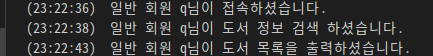 (23:22:36) 일반 회원 q님이 접속하셨습니다.
(23:22:38) 일반 회원 q님이 도서 정보 검색 하셨습니다.
(23:22:43) 일반 회원 q님이 도서 목록을 출력하셨습니다.